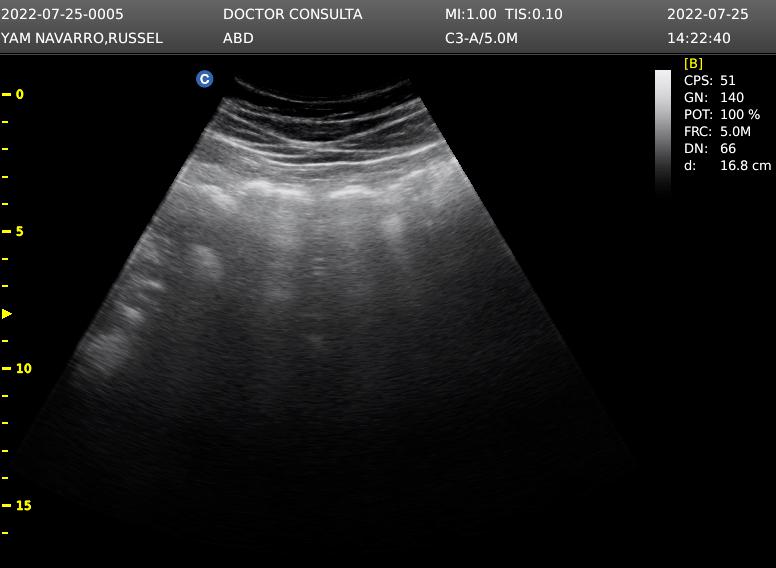 2022-07-25-0005 DOCTOR CONSULTA MI:1.00 TIS:0.10 2022-07-25
YAM NAVARRO,RUSSEL ABD C3-A/5.0M 14:22:40
C
[B]
CPS: 51
GN: 140
POT: 100 %
FRC: 5.0M
DN: 66
d: 16.8 cm
0
5
10
15